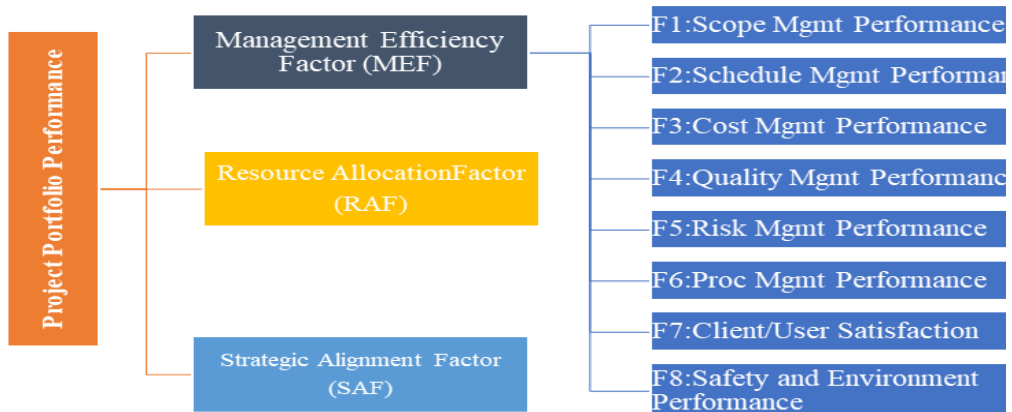 Project Portfolio Performance
Management Efficiency
Factor (MEF)
Resource AllocationFactor
(RAF)
Strategic Alignment Factor
(SAF)
F1:Scope Mgmt Performance
F2:Schedule Mgmt Performan
F3:Cost Mgmt Performance
F4:Quality Mgmt Performanc
F5:Risk Mgmt Performance
F6:Proc Mgmt Performance
F7:Client/User Satisfaction
F8:Safety and Environment
Performance